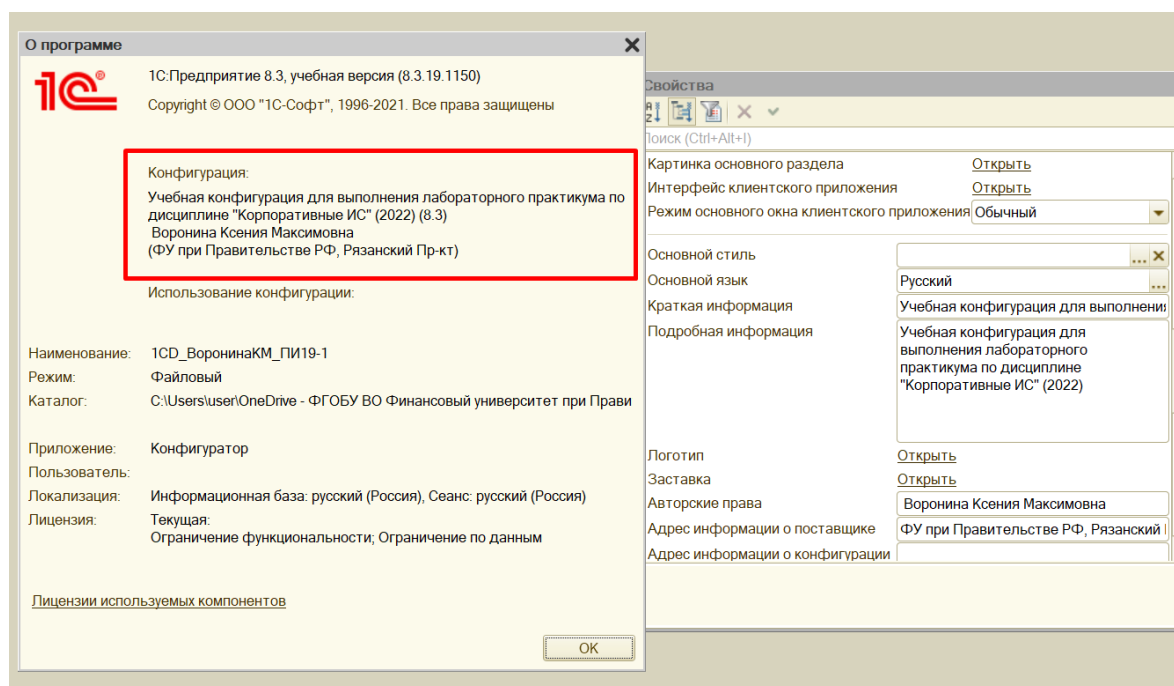 О программе
1С®
1С:Предприятие 8.3, учебная версия (8.3.19.1150)
Copyright © ООО "1С-Софт", 1996-2021. Все права защищены
Конфигурация:
Учебная конфигурация для выполнения лабораторного практикума по
дисциплине "Корпоративные ИС" (2022) (8.3)
Воронина Ксения Максимовна
(ФУ при Правительстве РФ, Рязанский Пр-кт)
Использование конфигурации:
Наименование: 1CD_ВоронинаКМ_ПИ19-1
Режим: Файловый
Каталог: C:\Users\user\OneDrive - ФГОБУ ВО Финансовый университет при Прави
Приложение: Конфигуратор
Пользователь:
Локализация: Информационная база: русский (Россия), Сеанс: русский (Россия)
Лицензия: Текущая:
Ограничение функциональности; Ограничение по данным
Лицензии используемых компонентов
OK
Свойства
Поиск (Ctrl+Alt+I)
Картинка основного раздела Открыть
Интерфейс клиентского приложения Открыть
Режим основного окна клиентского приложения Обычный
Основной стиль ...
Основной язык Русский ...
Краткая информация Учебная конфигурация для выполнения
Подробная информация Учебная конфигурация для
выполнения лабораторного
практикума по дисциплине
"Корпоративные ИС" (2022)
Логотип Открыть
Заставка Открыть
Авторские права Воронина Ксения Максимовна
Адрес информации о поставщике ФУ при Правительстве РФ, Рязанский
Адрес информации о конфигурации